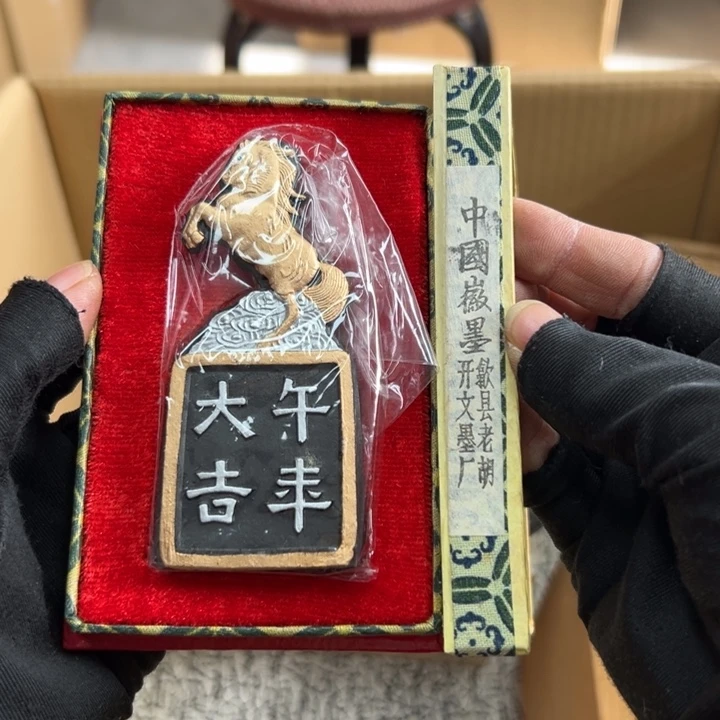 午年
大吉
中國徽墨
歙县老胡
开文墨厂